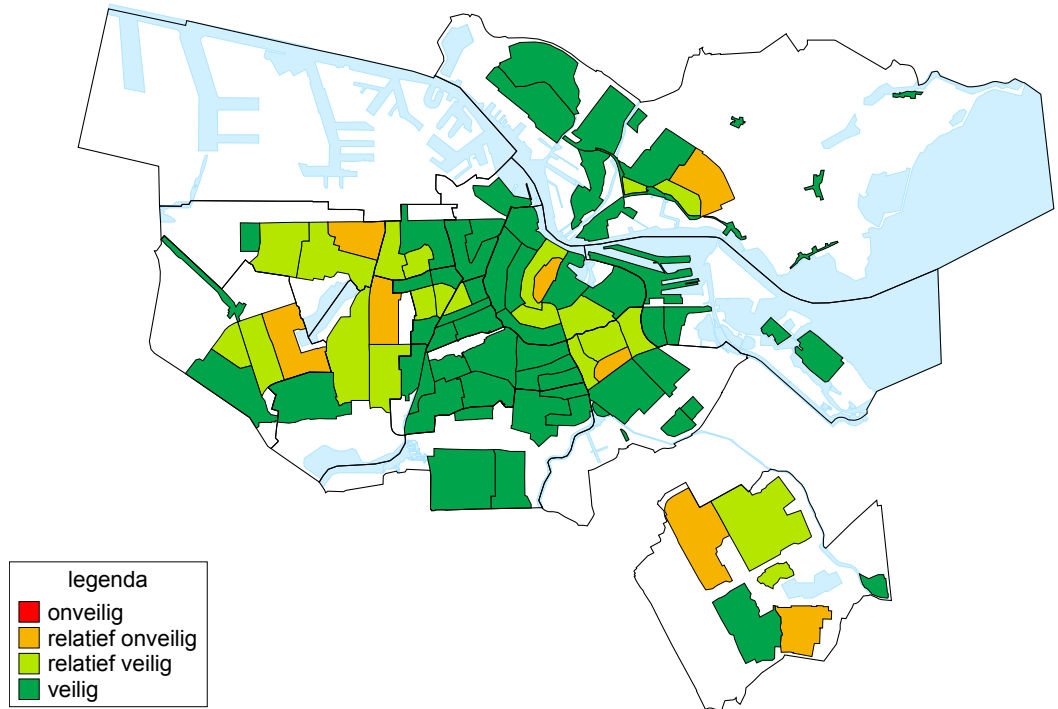 legenda
onveilig
relatief onveilig
relatief veilig
veilig